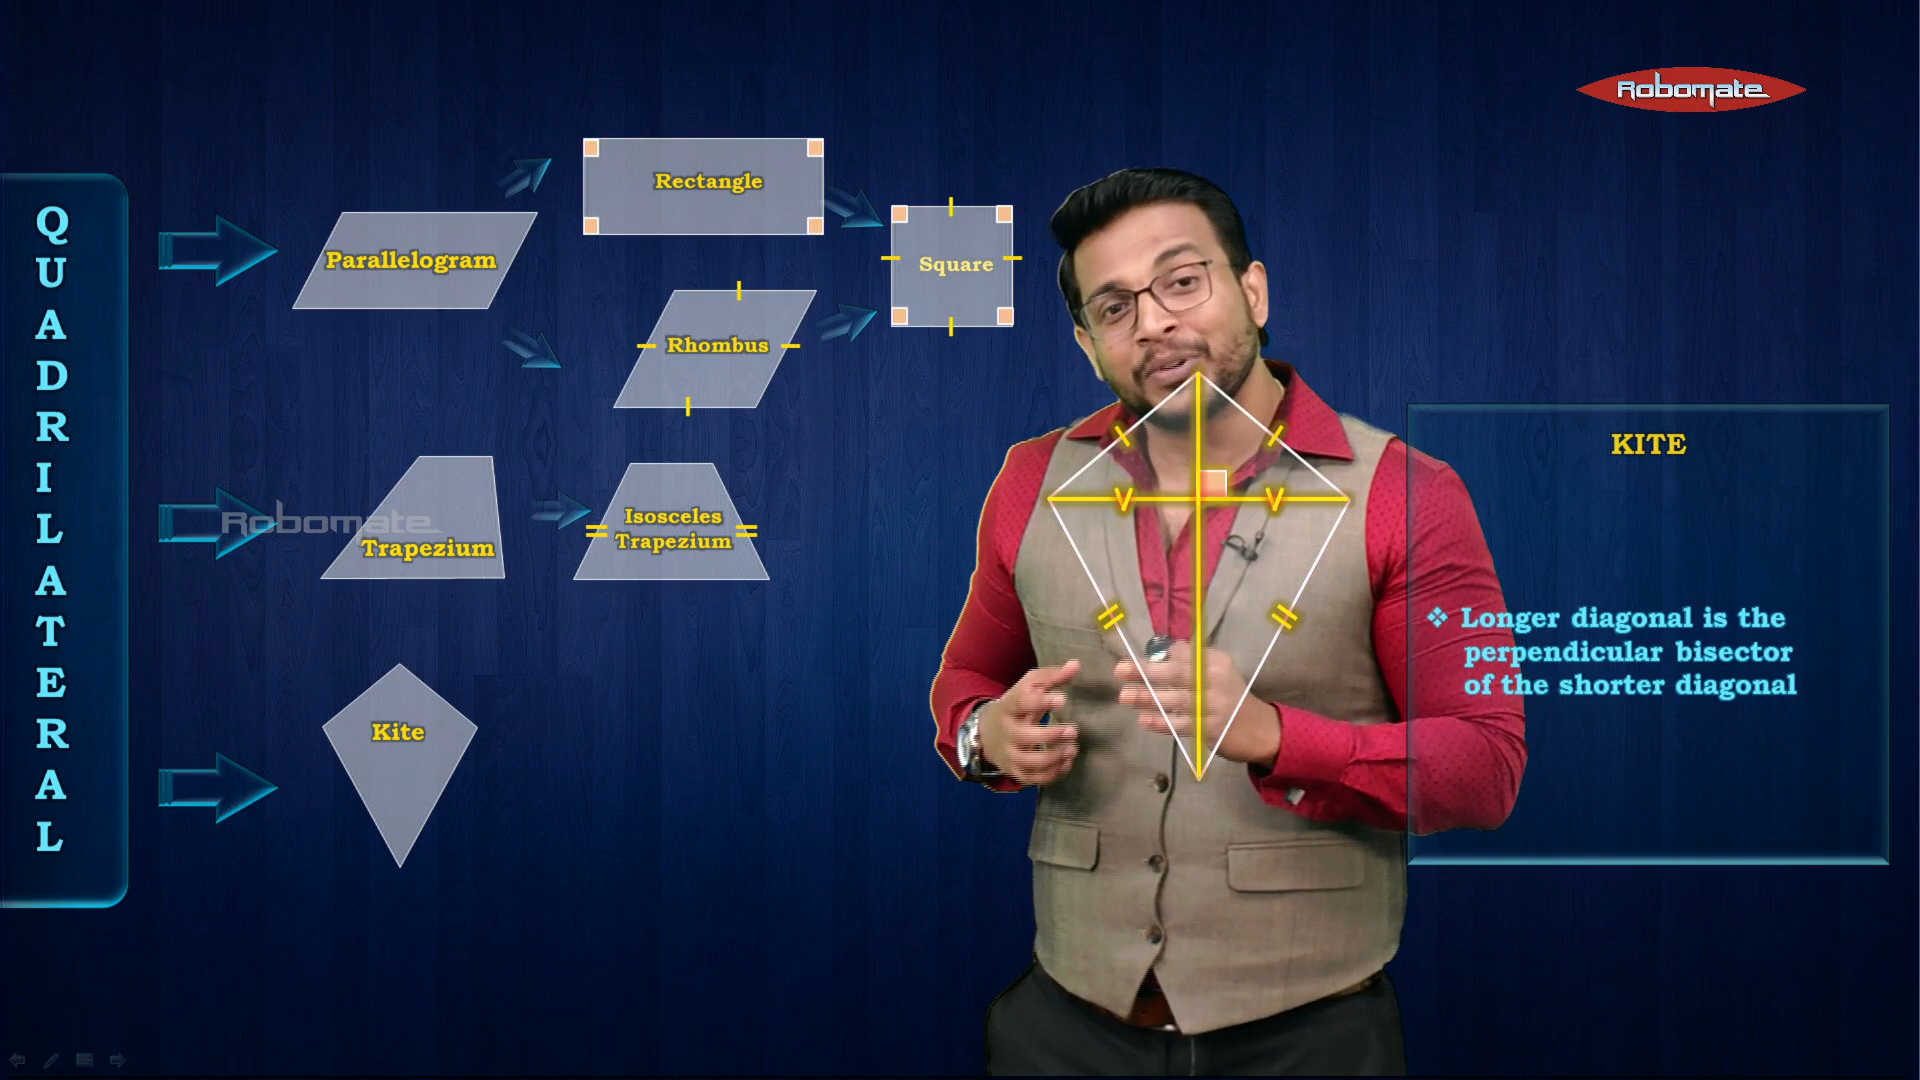 Robomate
QUADRILATERAL
Parallelogram
Rectangle
Rhombus
Square
Robomate
Trapezium
Isosceles
Trapezium
Kite
KITE
❖ Longer diagonal is the
perpendicular bisector
of the shorter diagonal